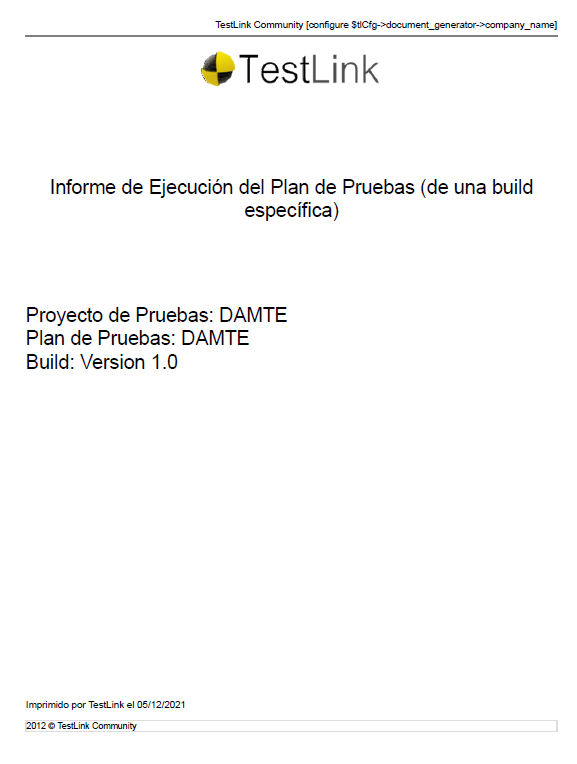 TestLink Community [configure $tlCfg->document_generator->company_name]
TestLink
Informe de Ejecución del Plan de Pruebas (de una build
específica)
Proyecto de Pruebas: DAMTE
Plan de Pruebas: DAMTE
Build: Version 1.0
Imprimido por TestLink el 05/12/2021
2012 © TestLink Community